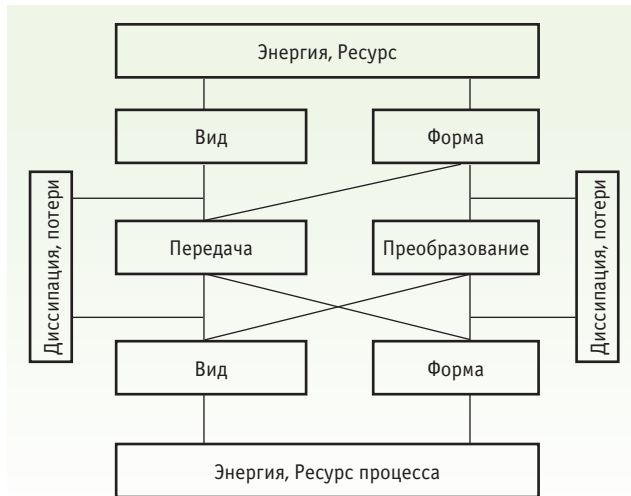 Энергия, Ресурс
Вид
Форма
Диссипация, потери
Передача
Преобразование
Диссипация, потери
Вид
Форма
Энергия, Ресурс процесса